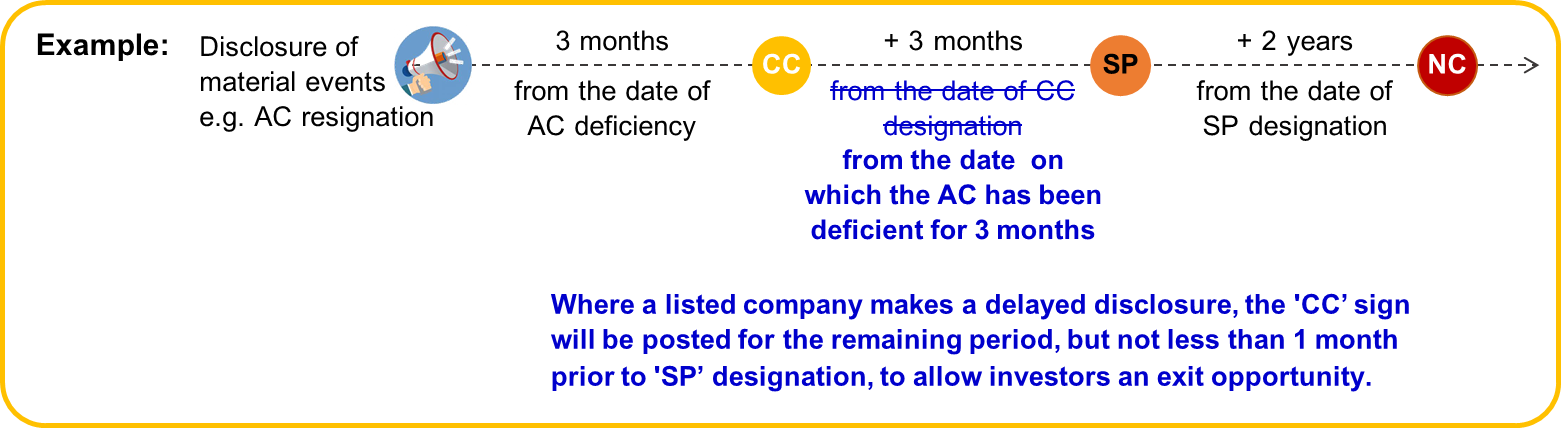 Example:
Disclosure of
material events
e.g. AC resignation
3 months
from the date of
AC deficiency
CC
+ 3 months
from the date of CC
designation
from the date on
which the AC has been
deficient for 3 months
SP
+ 2 years
from the date of
SP designation
NC
Where a listed company makes a delayed disclosure, the 'CC’ sign
will be posted for the remaining period, but not less than 1 month
prior to 'SP’ designation, to allow investors an exit opportunity.